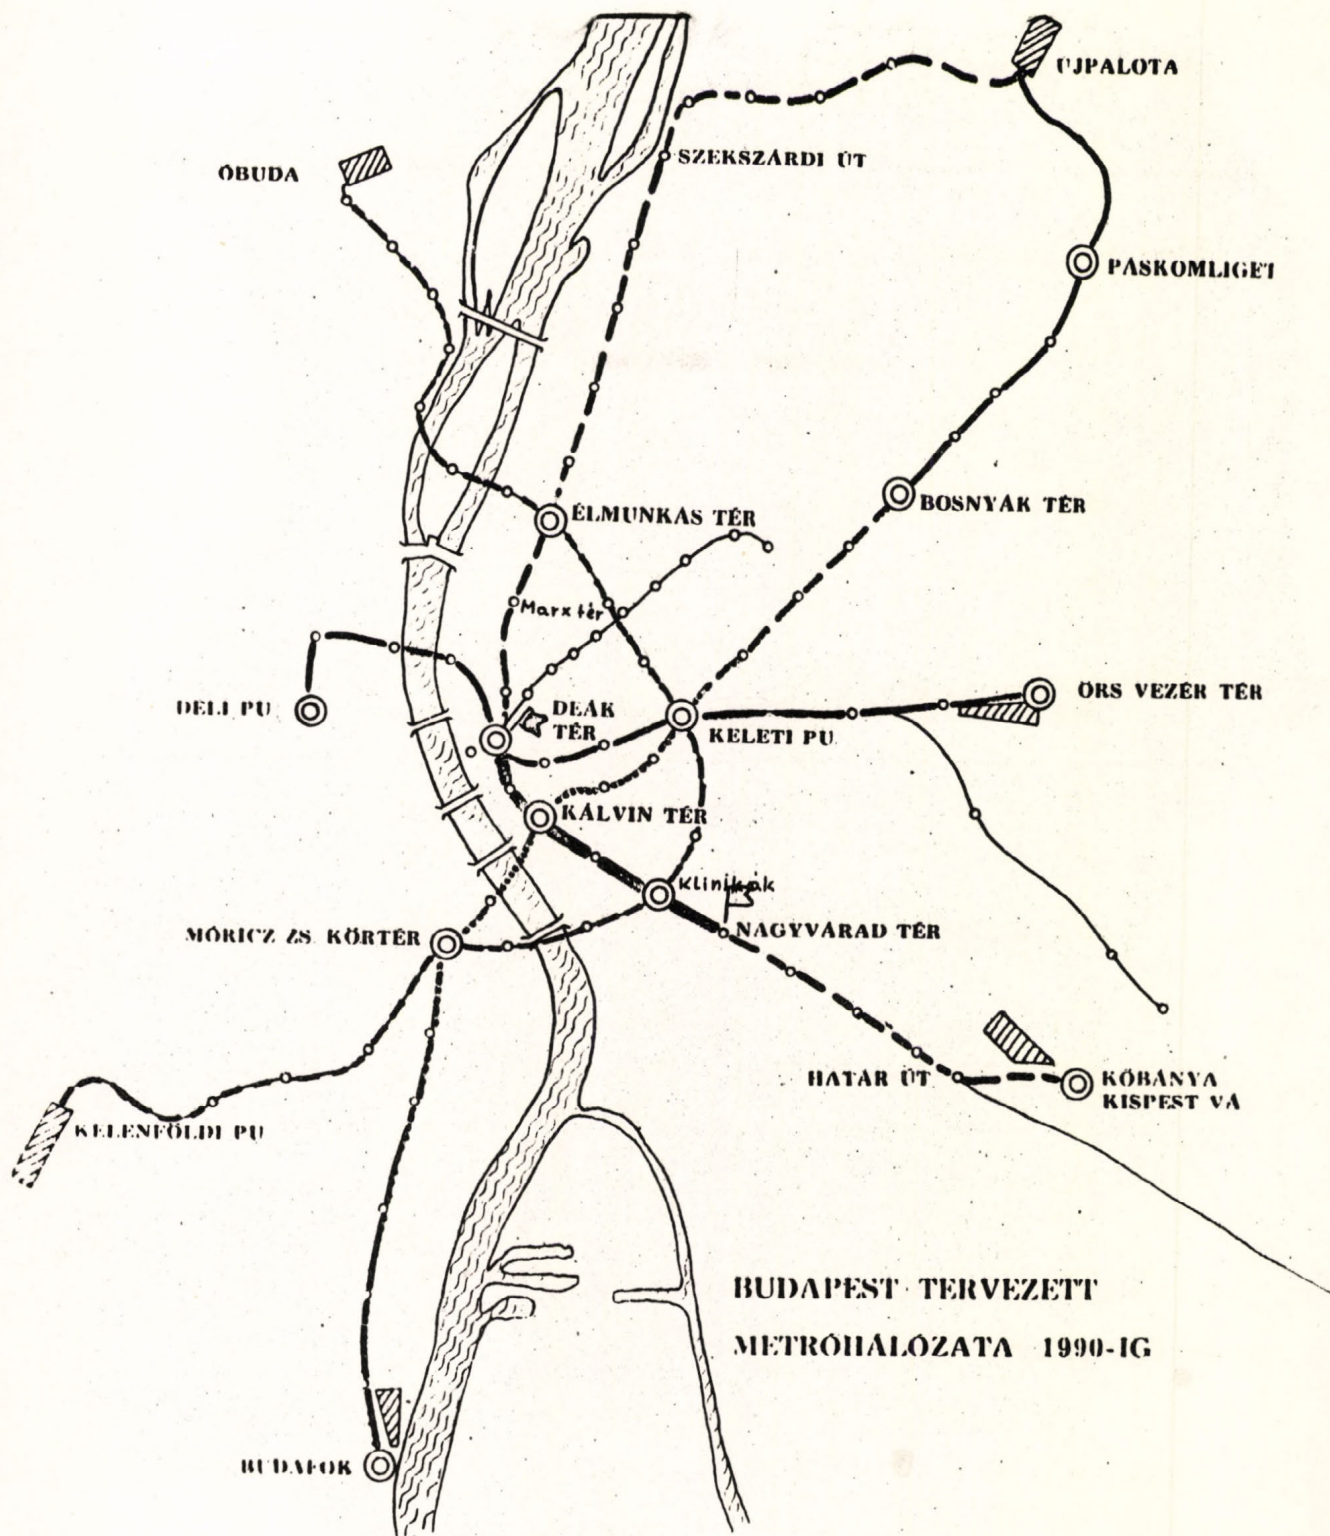 ÚJPALOTA
SZEKSZÁRDI ÚT
ÓBUDA
PASKOMLIGET
ÉLMUNKÁS TÉR
BOSNYÁK TÉR
Marx tér
DÉLI PU
DEÁK
TÉR
ÖRS VEZÉR TÉR
KELETI PU
KÁLVIN TÉR
Klinikák
MÓRICZ ZS. KÖRTÉR
NAGYVÁRAD TÉR
HATÁR ÚT
KŐBÁNYA
KISPEST VÁ
KELENFÖLDI PU
BUDAPEST TERVEZETT
METRÓHÁLÓZATA 1990-IG
BUDAFOK